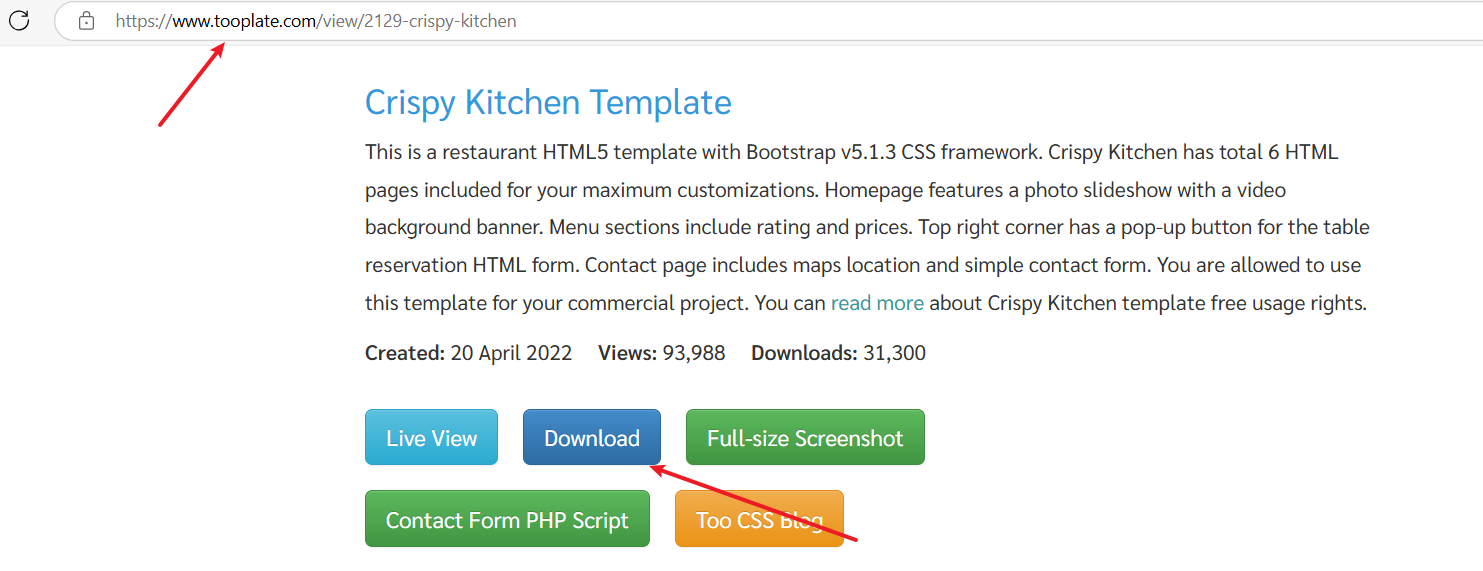 https://www.tooplate.com/view/2129-crispy-kitchen
Crispy Kitchen Template
This is a restaurant HTML5 template with Bootstrap v5.1.3 CSS framework. Crispy Kitchen has total 6 HTML
pages included for your maximum customizations. Homepage features a photo slideshow with a video
background banner. Menu sections include rating and prices. Top right corner has a pop-up button for the table
reservation HTML form. Contact page includes maps location and simple contact form. You are allowed to use
this template for your commercial project. You can read more about Crispy Kitchen template free usage rights.
Created: 20 April 2022 Views: 93,988 Downloads: 31,300
Live View Download Full-size Screenshot
Contact Form PHP Script Too CSS Blog